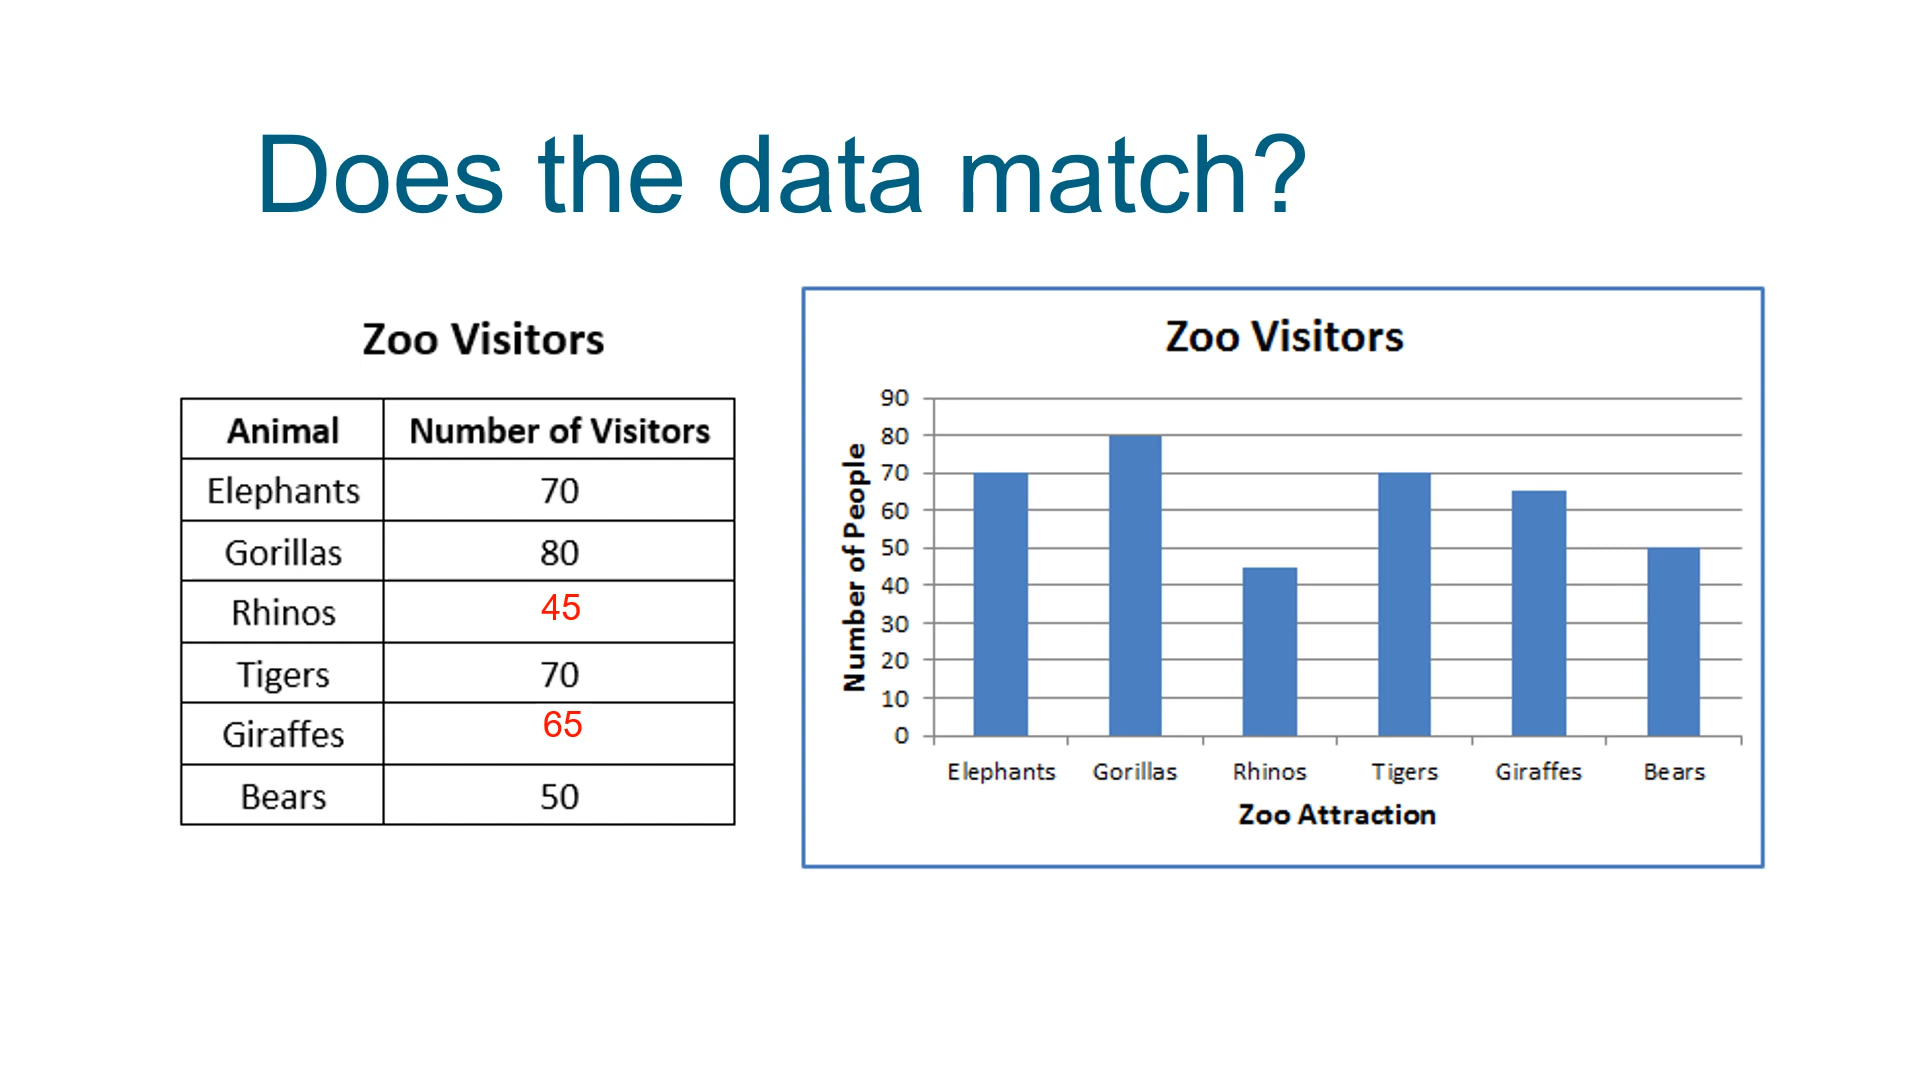 Does the data match?
Zoo Visitors
Animal Number of Visitors
Elephants 70
Gorillas 80
Rhinos 45
Tigers 70
Giraffes 65
Bears 50
Zoo Visitors
Number of People
90
80
70
60
50
40
30
20
10
0
Elephants Gorillas Rhinos Tigers Giraffes Bears
Zoo Attraction